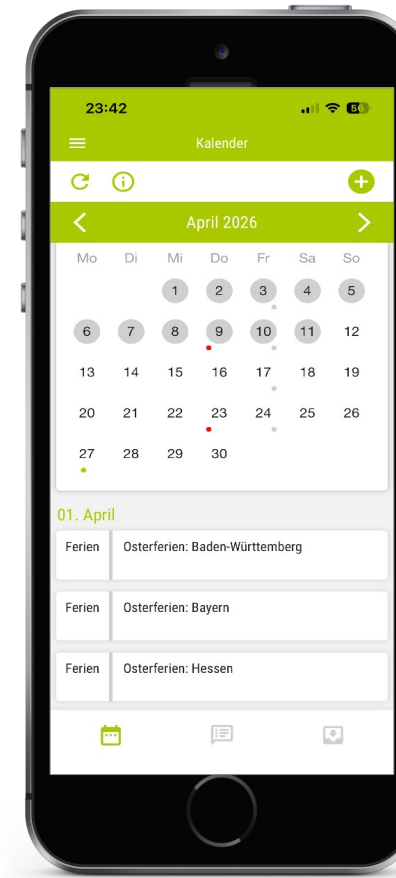 23:42
Kalender
April 2026
Mo Di Mi Do Fr Sa So
1 2 3 4 5
6 7 8 9 10 11 12
13 14 15 16 17 18 19
20 21 22 23 24 25 26
27 28 29 30
01. April
Ferien Osterferien: Baden-Württemberg
Ferien Osterferien: Bayern
Ferien Osterferien: Hessen